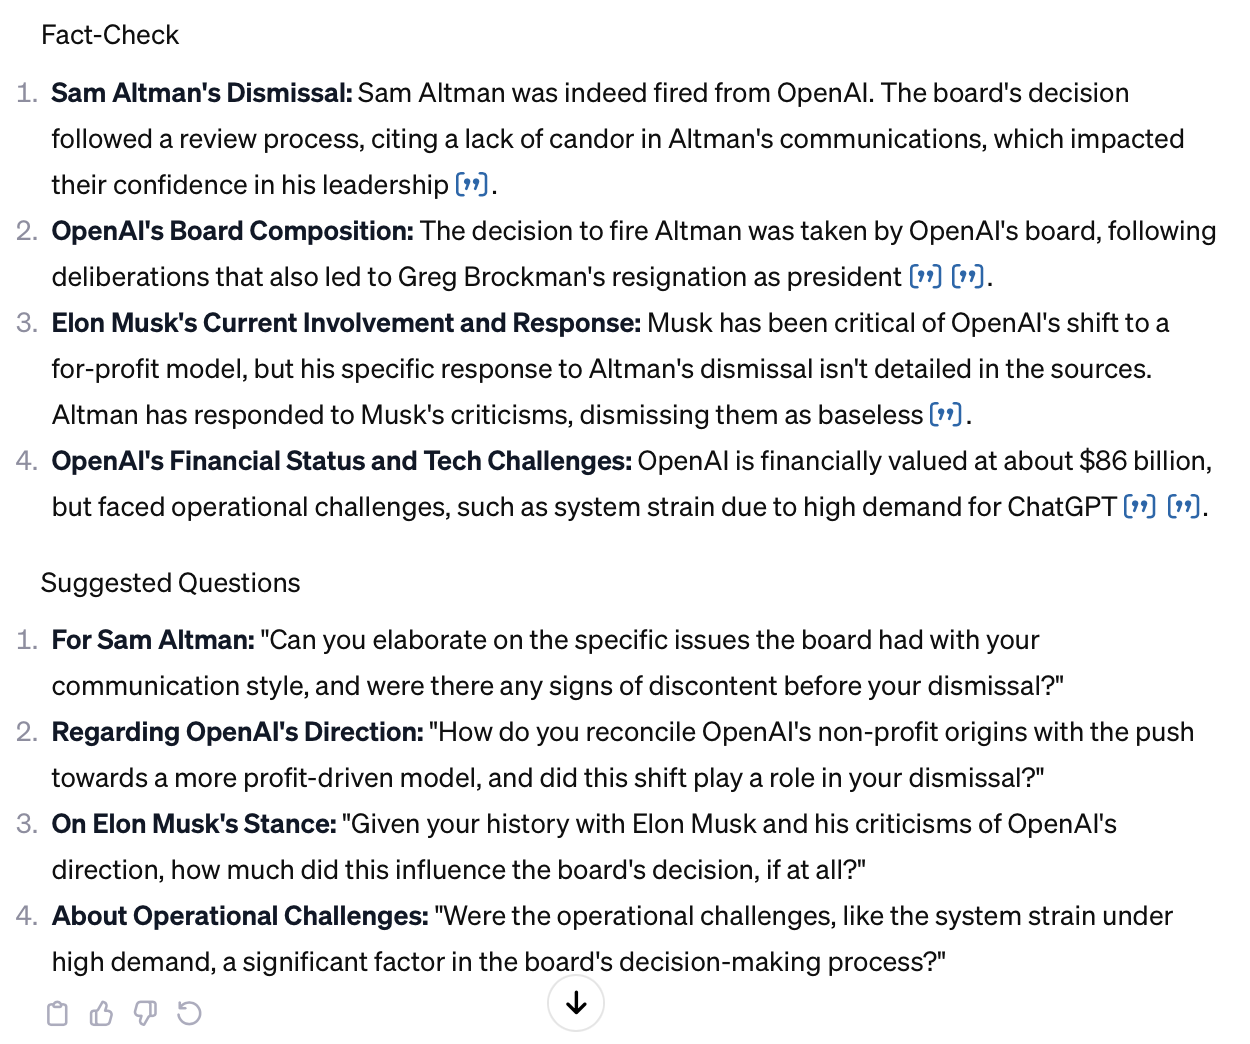 Fact-Check
1. Sam Altman's Dismissal: Sam Altman was indeed fired from OpenAI. The board's decision
followed a review process, citing a lack of candor in Altman's communications, which impacted
their confidence in his leadership [”].
2. OpenAI's Board Composition: The decision to fire Altman was taken by OpenAI's board, following
deliberations that also led to Greg Brockman's resignation as president [”] [”].
3. Elon Musk's Current Involvement and Response: Musk has been critical of OpenAI's shift to a
for-profit model, but his specific response to Altman's dismissal isn't detailed in the sources.
Altman has responded to Musk's criticisms, dismissing them as baseless [”].
4. OpenAI's Financial Status and Tech Challenges: OpenAI is financially valued at about $86 billion,
but faced operational challenges, such as system strain due to high demand for ChatGPT [”] [”].
Suggested Questions
1. For Sam Altman: "Can you elaborate on the specific issues the board had with your
communication style, and were there any signs of discontent before your dismissal?"
2. Regarding OpenAI's Direction: "How do you reconcile OpenAI's non-profit origins with the push
towards a more profit-driven model, and did this shift play a role in your dismissal?"
3. On Elon Musk's Stance: "Given your history with Elon Musk and his criticisms of OpenAI's
direction, how much did this influence the board's decision, if at all?"
4. About Operational Challenges: "Were the operational challenges, like the system strain under
high demand, a significant factor in the board's decision-making process?"